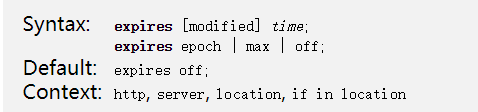 Syntax: expires [modified] time;
expires epoch | max | off;
Default: expires off;
Context: http, server, location, if in location